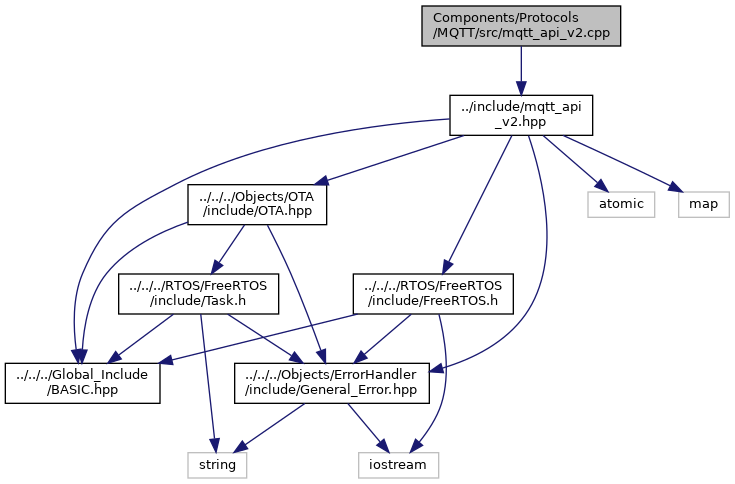 Components/Protocols
/MQTT/src/mqtt_api_v2.cpp
../include/mqtt_api
_v2.hpp
../../../Objects/OTA
/include/OTA.hpp
atomic
map
../../../RTOS/FreeRTOS
/include/Task.h
../../../RTOS/FreeRTOS
/include/FreeRTOS.h
../../../Global_Include
/BASIC.hpp
../../../Objects/ErrorHandler
/include/General_Error.hpp
string
iostream